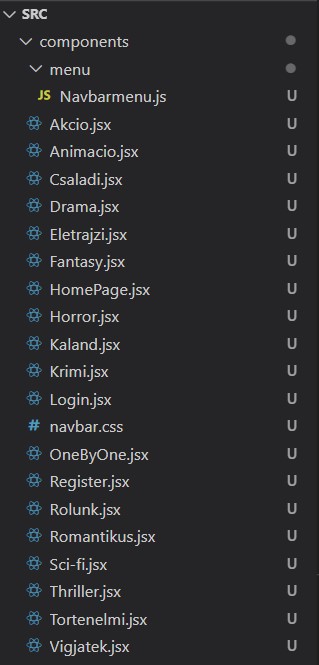 SRC
components
menu
JS Navbarmenu.js U
Akcio.jsx U
Animacio.jsx U
Csaladi.jsx U
Drama.jsx U
Eletrajzi.jsx U
Fantasy.jsx U
HomePage.jsx U
Horror.jsx U
Kaland.jsx U
Krimi.jsx U
Login.jsx U
# navbar.css U
OneByOne.jsx U
Register.jsx U
Rolunk.jsx U
Romantikus.jsx U
Sci-fi.jsx U
Thriller.jsx U
Tortenelmi.jsx U
Vigjatek.jsx U